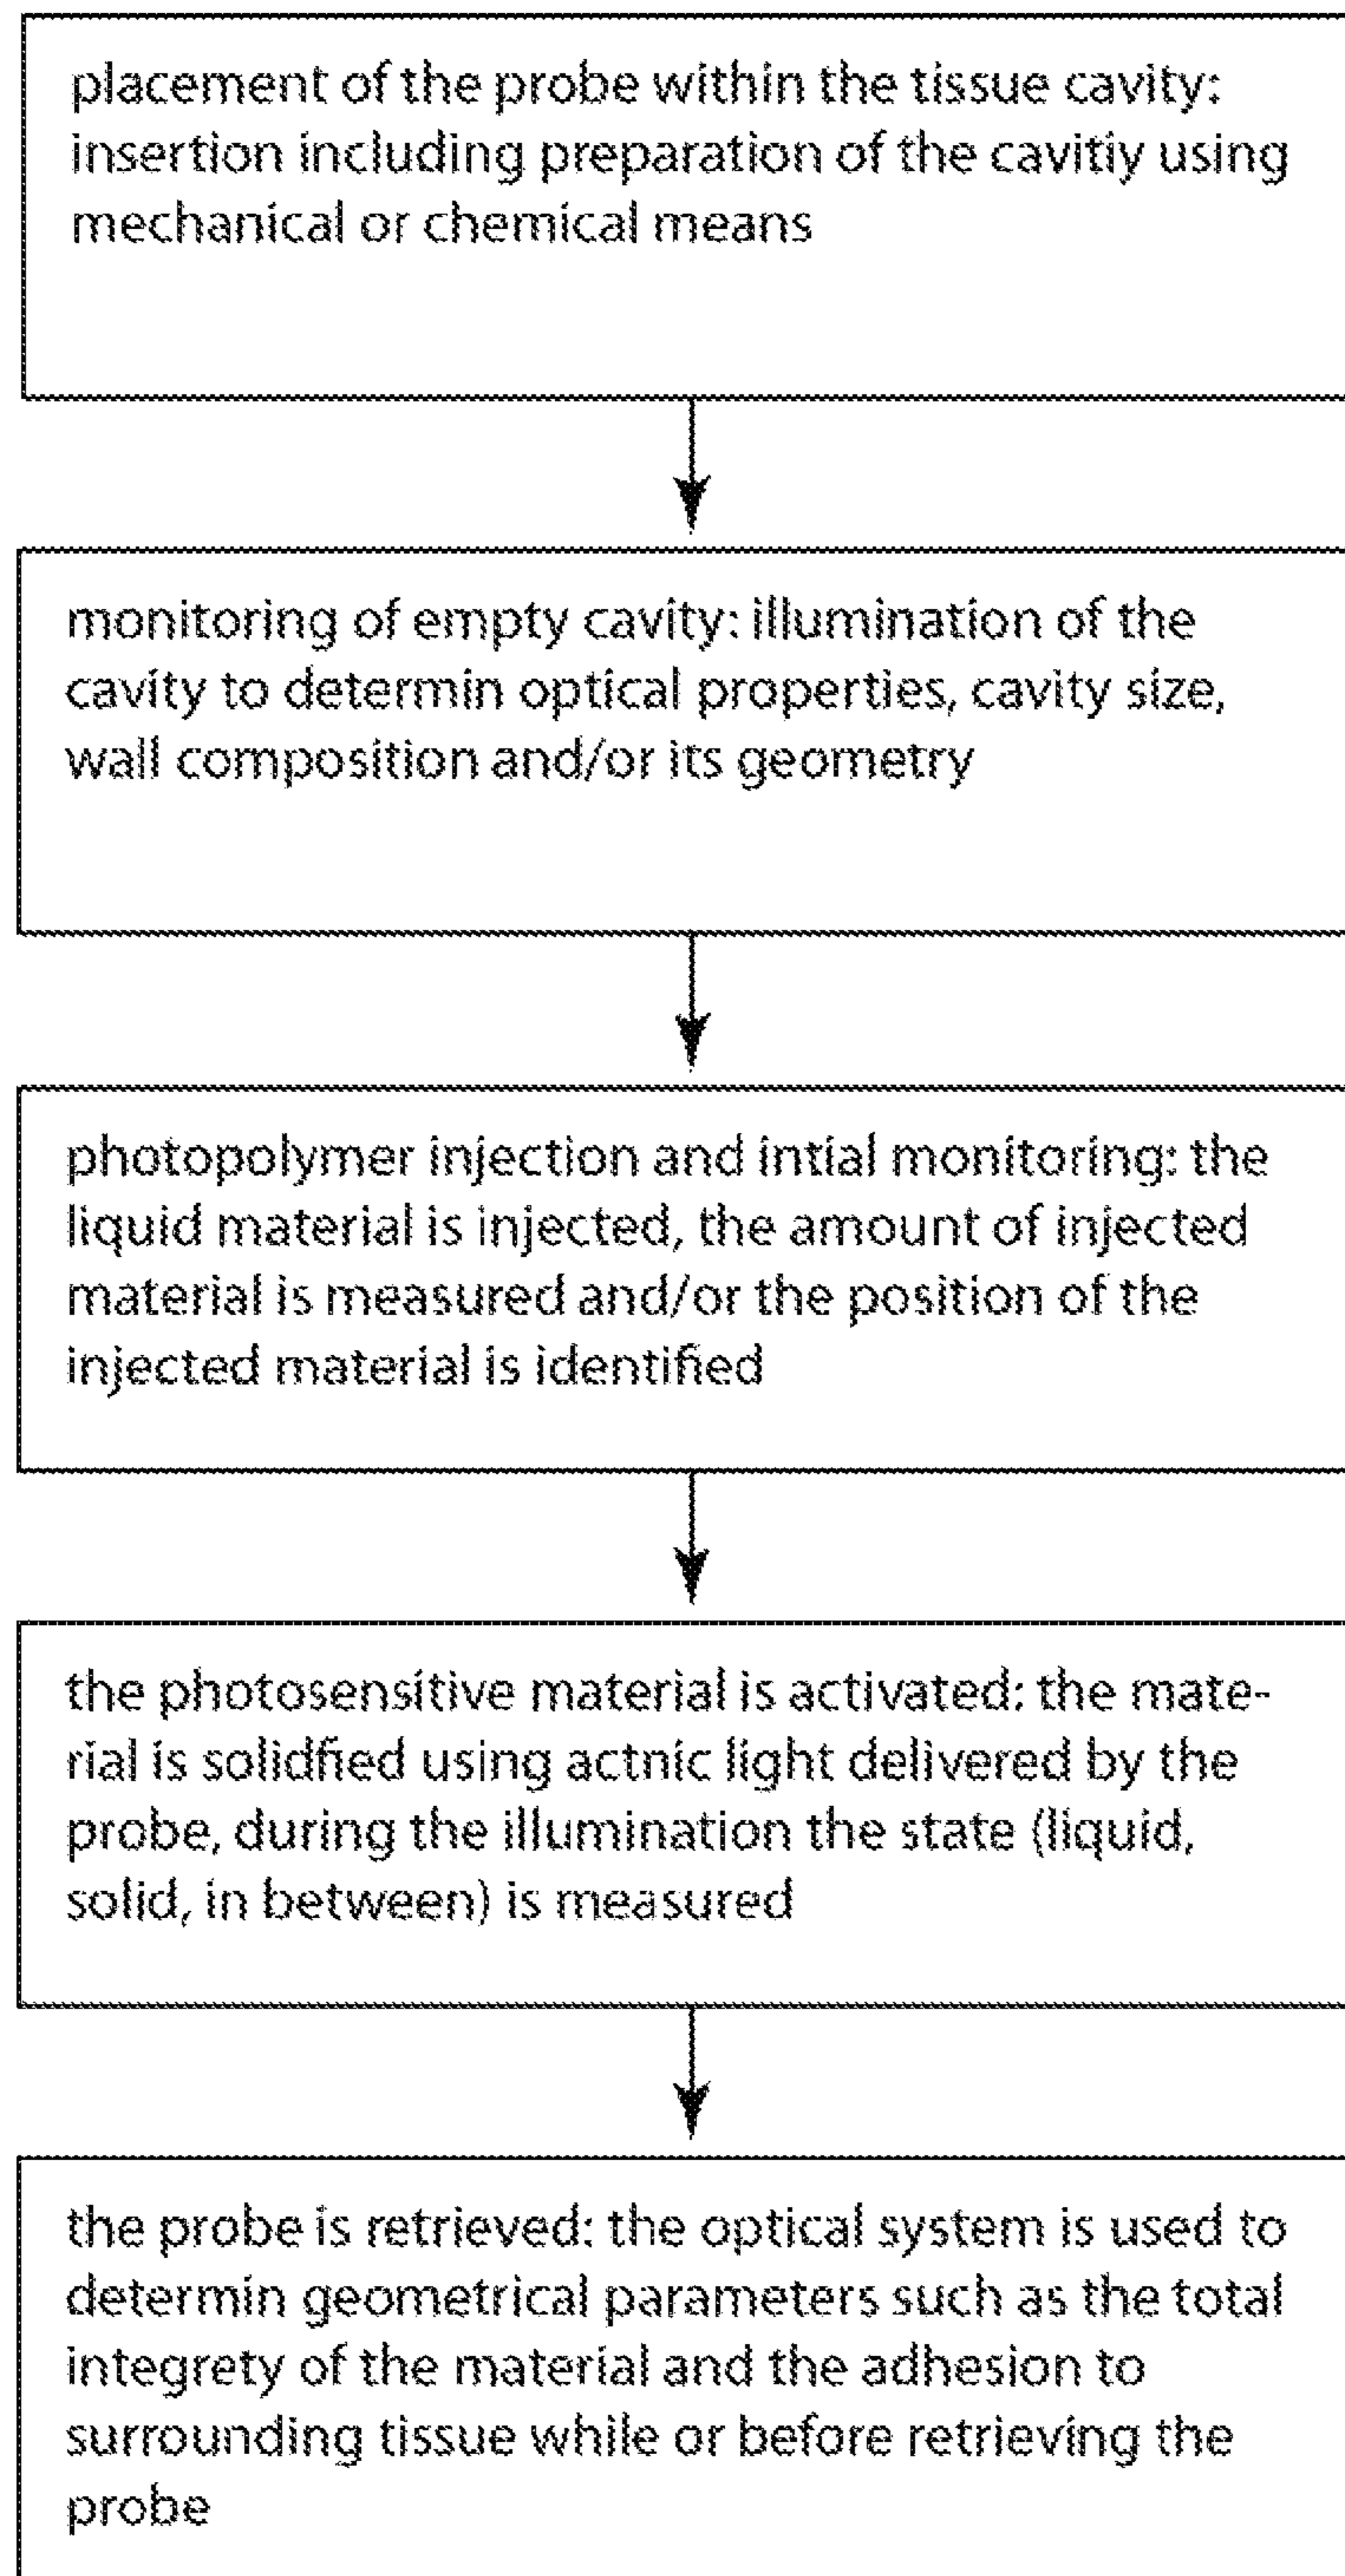 placement of the probe within the tissue cavity:
insertion including preparation of the cavitiy using
mechanical or chemical means
monitoring of empty cavity: illumination of the
cavity to determin optical properties, cavity size,
wall composition and/or its geometry
photopolymer injection and intial monitoring: the
liquid material is injected, the amount of injected
material is measured and/or the position of the
injected material is identified
the photosensitive material is activated: the mate-
rial is solidfied using actnic light delivered by the
probe, during the illumination the state (liquid,
solid, in between) is measured
the probe is retrieved: the optical system is used to
determin geometrical parameters such as the total
integrety of the material and the adhesion to
surrounding tissue while or before retrieving the
probe